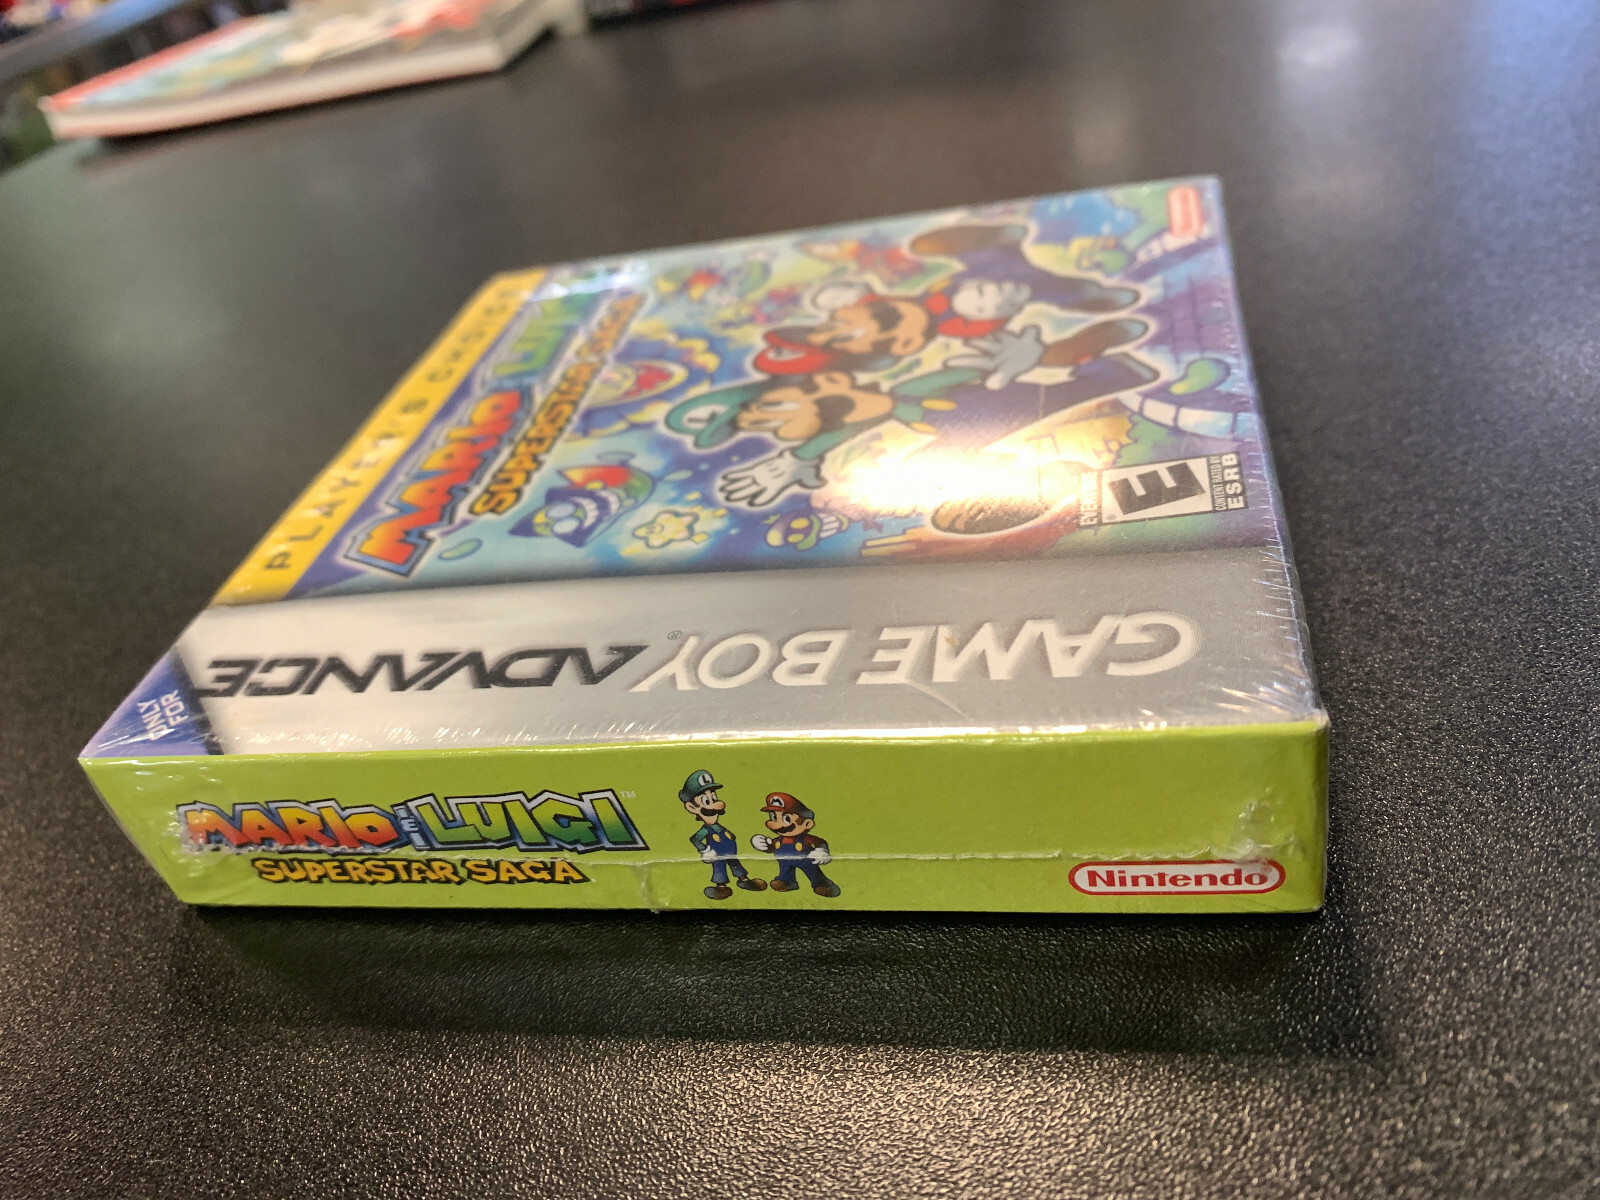 PLAYER'S CHOICE
MARIO & LUIGI
SUPERSTAR SAGA
EVERYONE
E
CONTENT RATED BY
ESRB
ONLY
FOR
GAME BOY ADVANCE
®
MARIO & LUIGI™
SUPERSTAR SAGA
L
M
Nintendo®